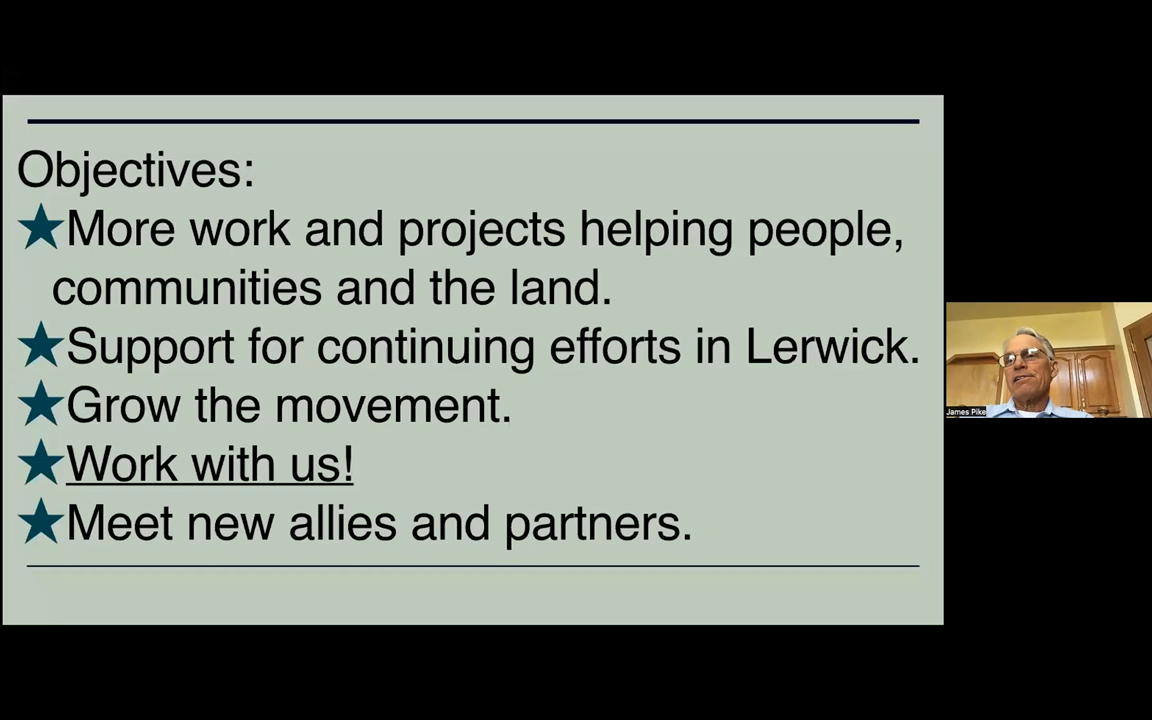 Objectives:
★More work and projects helping people,
communities and the land.
★Support for continuing efforts in Lerwick.
★Grow the movement.
★Work with us!
★Meet new allies and partners.
James Pike